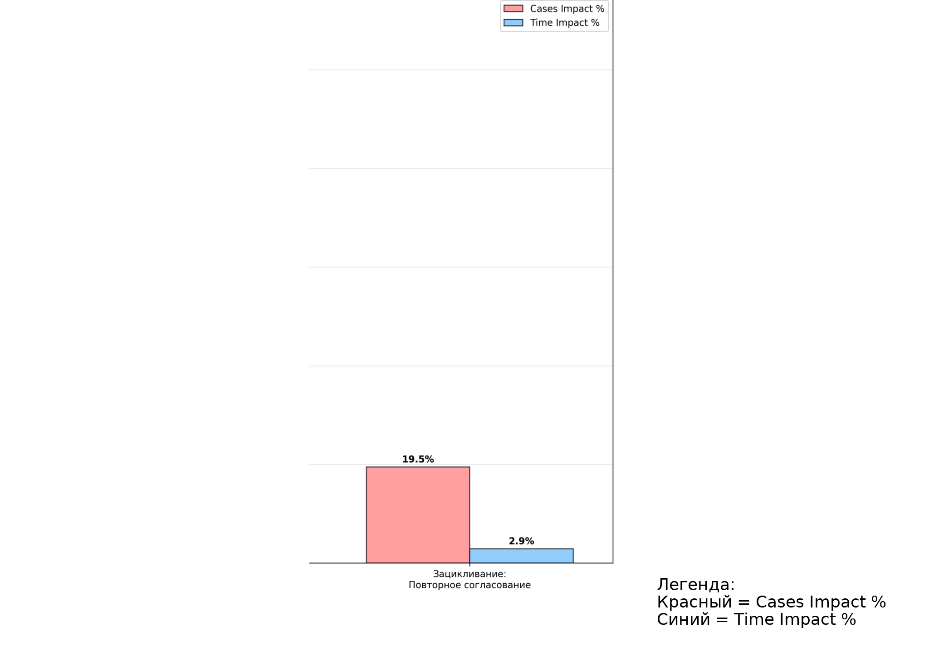 Cases Impact %
Time Impact %
19.5%
2.9%
Зацикливание:
Повторное согласование
Легенда:
Красный = Cases Impact %
Синий = Time Impact %